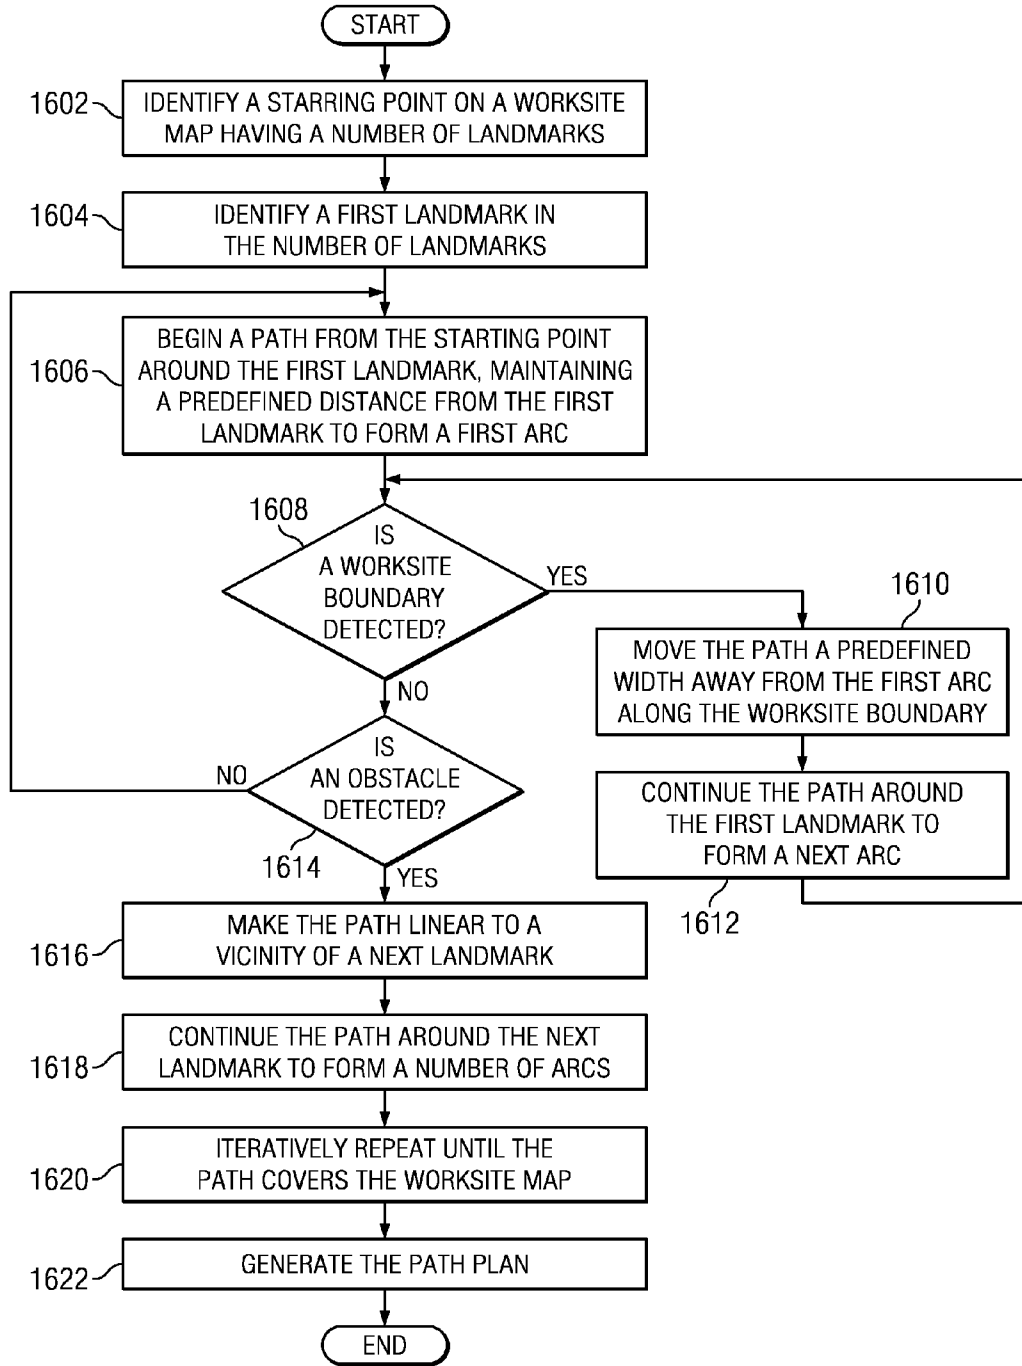 START
1602
IDENTIFY A STARRING POINT ON A WORKSITE
MAP HAVING A NUMBER OF LANDMARKS
1604
IDENTIFY A FIRST LANDMARK IN
THE NUMBER OF LANDMARKS
1606
BEGIN A PATH FROM THE STARTING POINT
AROUND THE FIRST LANDMARK, MAINTAINING
A PREDEFINED DISTANCE FROM THE FIRST
LANDMARK TO FORM A FIRST ARC
1608
IS
A WORKSITE
BOUNDARY
DETECTED?
YES
NO
1610
MOVE THE PATH A PREDEFINED
WIDTH AWAY FROM THE FIRST ARC
ALONG THE WORKSITE BOUNDARY
CONTINUE THE PATH AROUND
THE FIRST LANDMARK TO
FORM A NEXT ARC
1612
IS
AN OBSTACLE
DETECTED?
NO
1614
YES
1616
MAKE THE PATH LINEAR TO A
VICINITY OF A NEXT LANDMARK
1618
CONTINUE THE PATH AROUND THE NEXT
LANDMARK TO FORM A NUMBER OF ARCS
1620
ITERATIVELY REPEAT UNTIL THE
PATH COVERS THE WORKSITE MAP
1622
GENERATE THE PATH PLAN
END